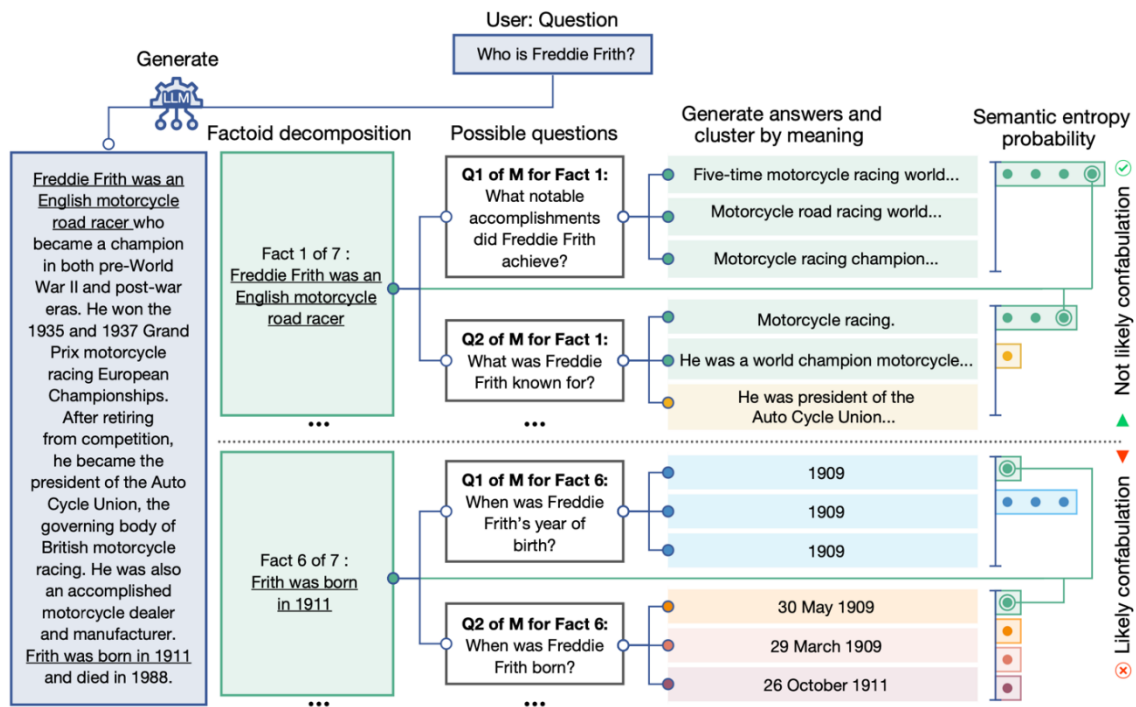 User: Question
Who is Freddie Frith?
Generate
LLM
Factoid decomposition
Possible questions
Generate answers and
cluster by meaning
Semantic entropy
probability
Freddie Frith was an
English motorcycle
road racer who
became a champion
in both pre-World
War II and post-war
eras. He won the
1935 and 1937 Grand
Prix motorcycle
racing European
Championships.
After retiring
from competition,
he became the
president of the Auto
Cycle Union, the
governing body of
British motorcycle
racing. He was also
an accomplished
motorcycle dealer
and manufacturer.
Frith was born in 1911
and died in 1988.
Fact 1 of 7 :
Freddie Frith was an
English motorcycle
road racer
...
Q1 of M for Fact 1:
What notable
accomplishments
did Freddie Frith
achieve?
Five-time motorcycle racing world...
Motorcycle road racing world...
Motorcycle racing champion...
Q2 of M for Fact 1:
What was Freddie
Frith known for?
...
Motorcycle racing.
He was a world champion motorcycle...
He was president of the
Auto Cycle Union...
Not likely confabulation
Fact 6 of 7 :
Frith was born
in 1911
...
Q1 of M for Fact 6:
When was Freddie
Frith's year of
birth?
1909
1909
1909
Q2 of M for Fact 6:
When was Freddie
Frith born?
...
30 May 1909
29 March 1909
26 October 1911
Likely confabulation